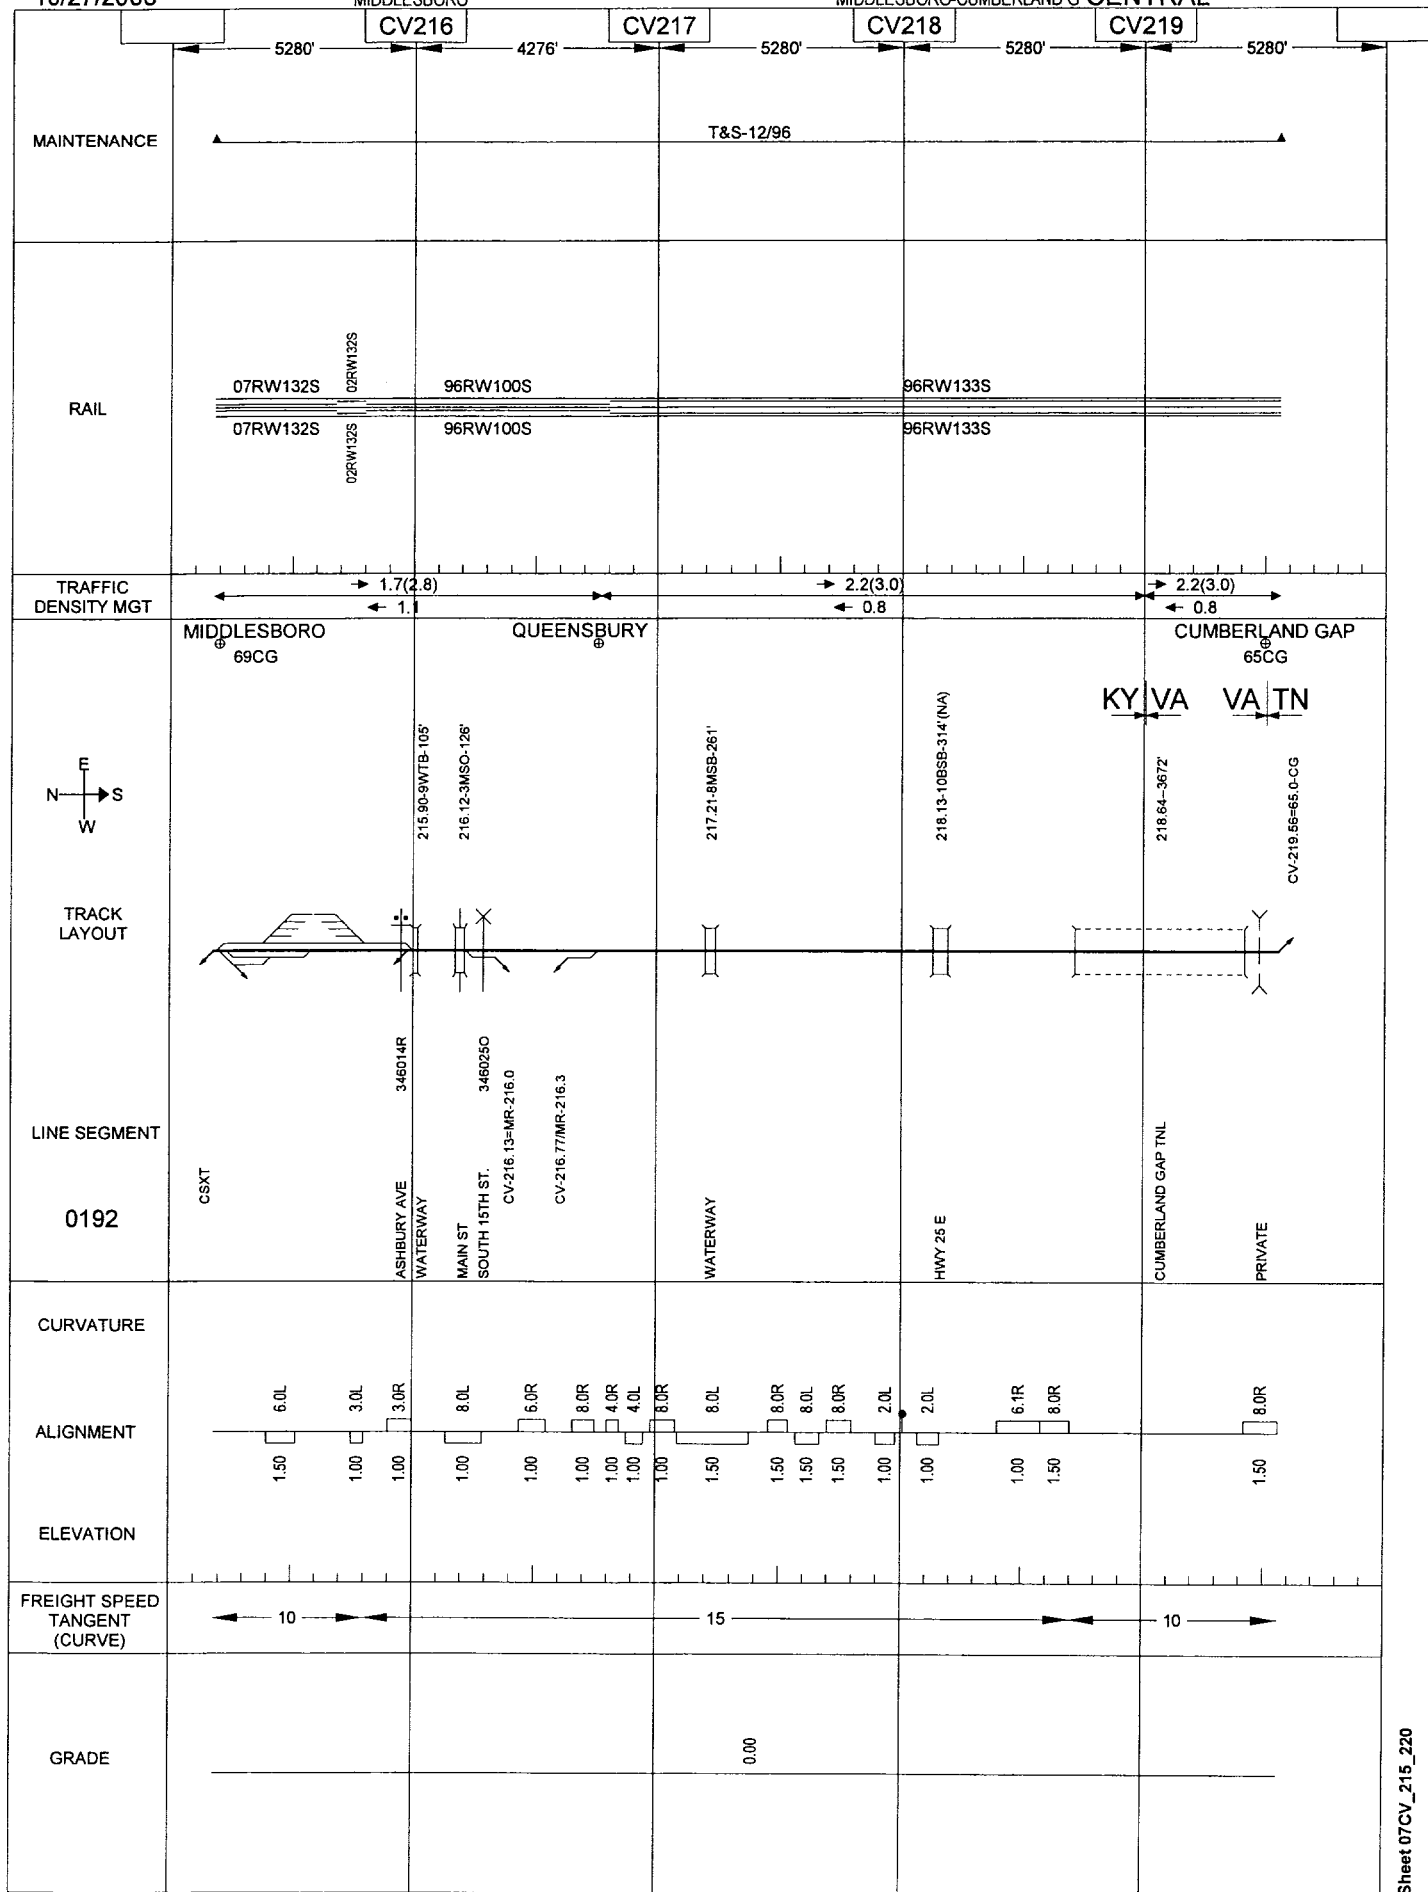 CENTRAL
CV216 CV217 CV218 CV219
5280' 4276' 5280' 5280' 5280'
MAINTENANCE
T&S-12/96
RAIL
07RW132S 02RW132S 96RW100S 96RW133S
07RW132S 02RW132S 96RW100S 96RW133S
TRAFFIC
DENSITY MGT
1.7(2.8) 2.2(3.0) 2.2(3.0)
1.1 0.8 0.8
MIDDLESBORO QUEENSBURY CUMBERLAND GAP
69CG 65CG
KY VA VA TN
E
N S
W
215.90-9WTB-105'
216.12-3MSO-126'
217.21-8MSB-261'
218.13-10BSB-314'(NA)
218.64--3672'
CV-219.56=65.0-CG
TRACK
LAYOUT
LINE SEGMENT
0192
CSXT
ASHBURY AVE 346014R
WATERWAY
MAIN ST
SOUTH 15TH ST. 346025O
CV-216.13=MR-216.0
CV-216.77/MR-216.3
WATERWAY
HWY 25 E
CUMBERLAND GAP TNL
PRIVATE
CURVATURE
6.0L 3.0L 3.0R 8.0L 6.0R 8.0R 4.0R 4.0L 8.0R 8.0L 8.0R 8.0L 8.0R 2.0L 2.0L 6.1R 8.0R 8.0R
ALIGNMENT
1.50 1.00 1.00 1.00 1.00 1.00 1.00 1.00 1.00 1.50 1.50 1.50 1.50 1.00 1.00 1.00 1.50 1.50
ELEVATION
FREIGHT SPEED
TANGENT
(CURVE)
10 15 10
GRADE
0.00
Sheet 07CV_215_220